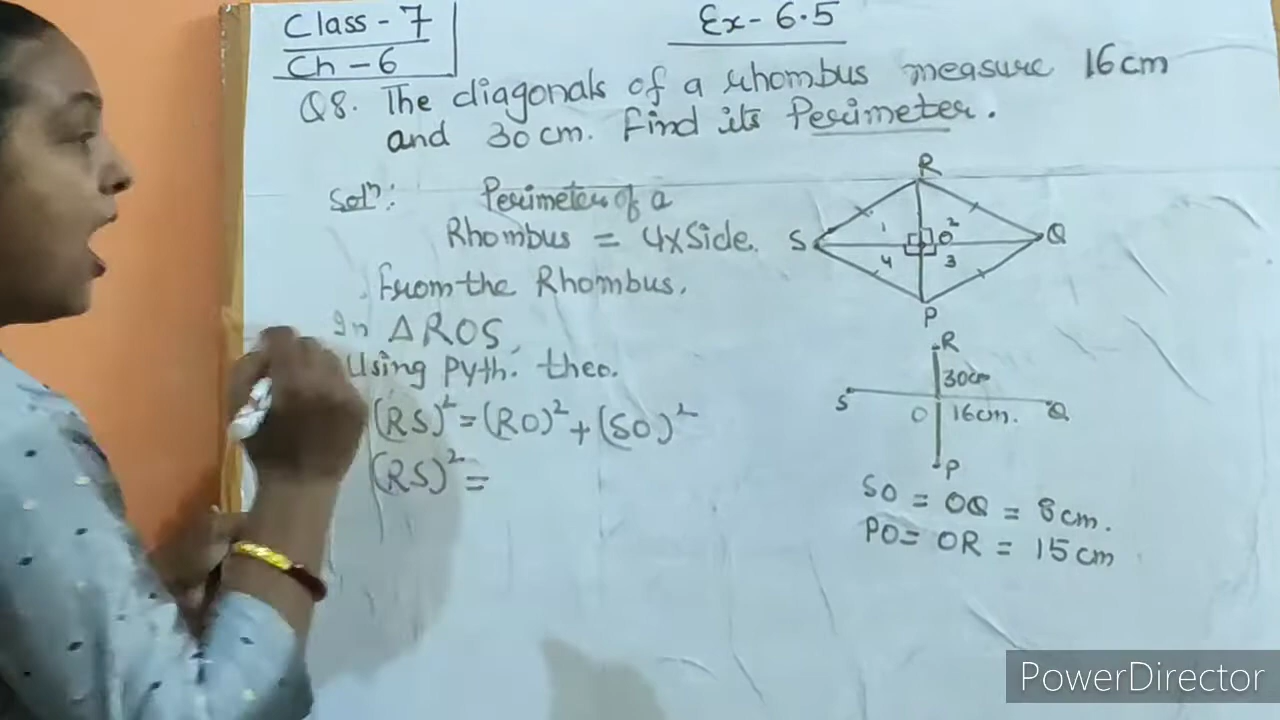 Class - 7
Ch - 6
Ex - 6.5
Q8. The diagonals of a rhombus measure 16cm
and 30cm. Find its Perimeter.
Solⁿ:
Perimeter of a
Rhombus = 4×Side.
From the Rhombus.
In △ROS,
Using Pyth. theo.
(RS)² = (RO)² + (SO)²
(RS)² =
R
S
1
O
2
Q
4
3
P
R
30cm
S
O
16cm.
Q
P
SO = OQ = 8cm.
PO = OR = 15cm
PowerDirector